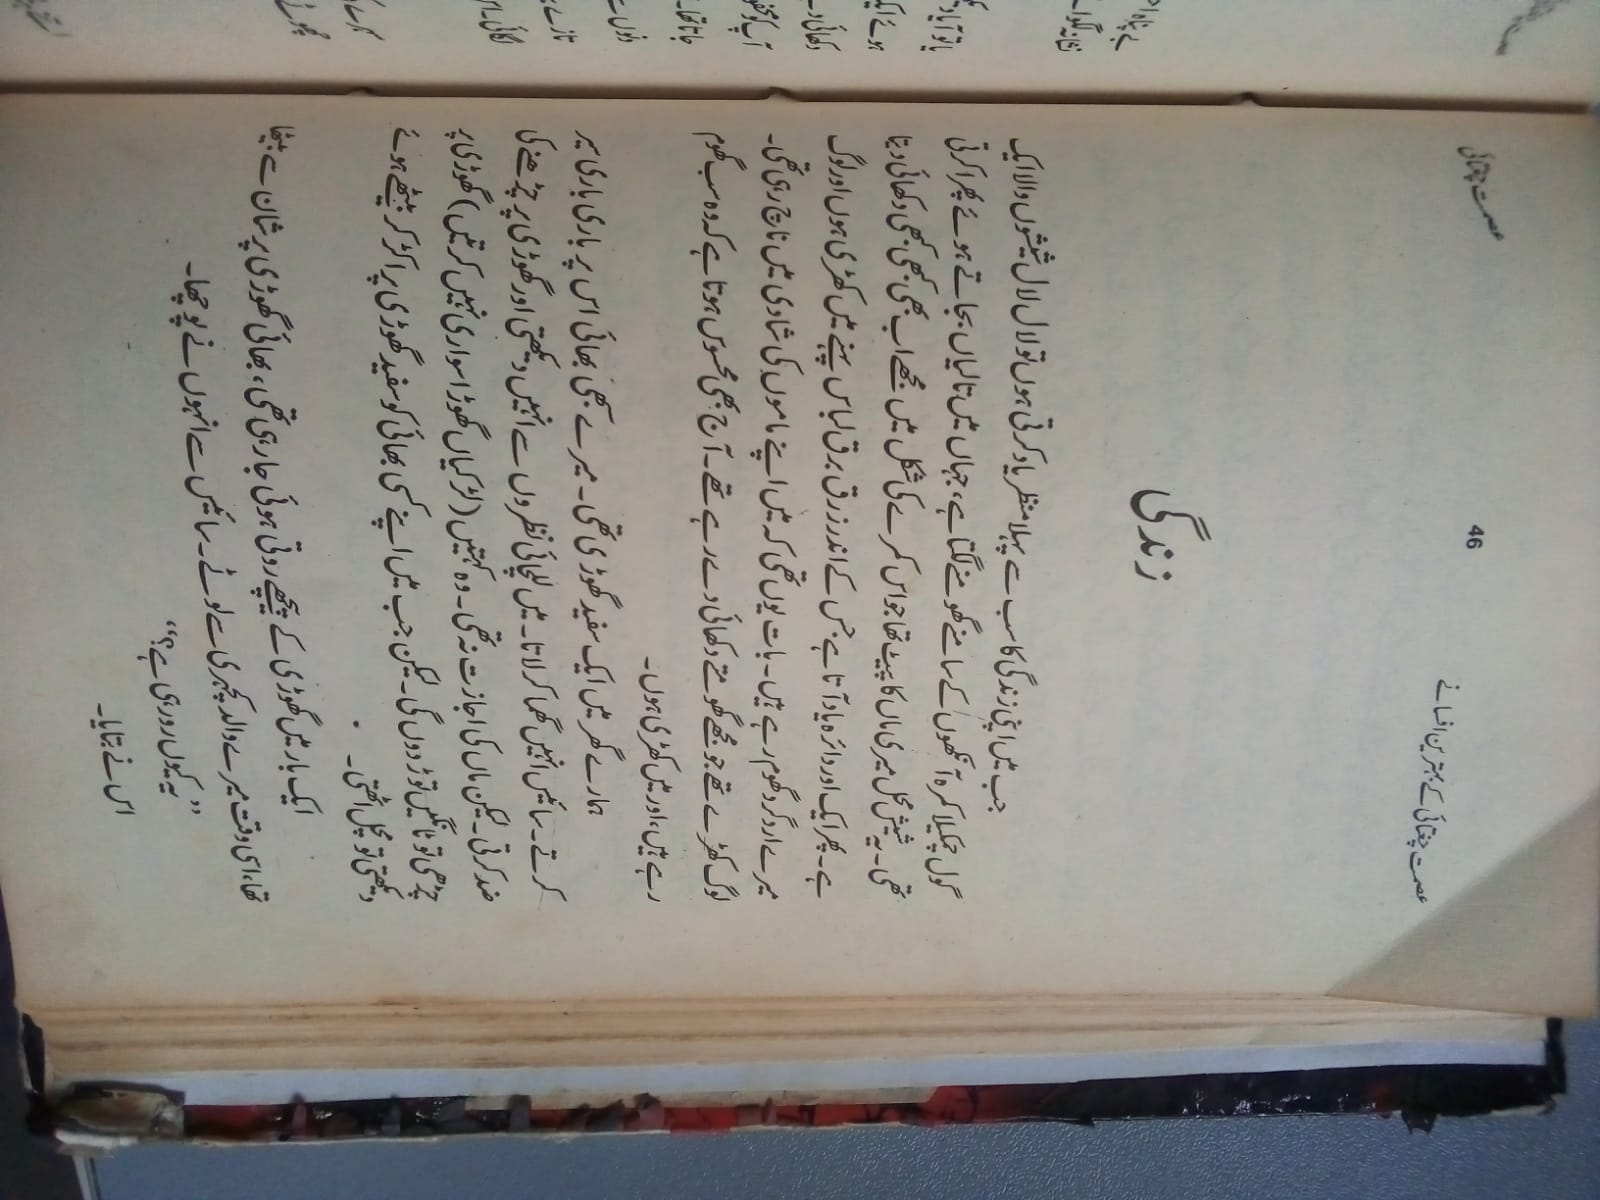 عصمت چغتائی کے بہترین افسانے
46
عصمت چغتائی
زندگی
جب میں اپنی زندگی کا سب سے پہلا منظر یاد کرتی ہوں تو لال لال شیشوں والا ایک
گول چمکیلا کمرہ آنکھوں کے سامنے گھومنے لگتا ہے، جہاں میں تالیاں بجاتے ہوئے پھرا کرتی
تھی۔ یہ شیش محل میری ماں کا پیٹ تھا جو اس کمرے کی شکل میں مجھے اب بھی کبھی کبھی دکھائی دیتا
ہے۔ پھر ایک اور دائرہ یاد آتا ہے جس کے اندر زرق برق لباس پہنے میں کھڑی ہوں اور لوگ
میرے ارد گرد گھوم رہے ہیں۔ بات یوں تھی کہ میں اپنے ماموں کی شادی میں ناچ رہی تھی۔
لوگ کھڑے تھے جو مجھے گھومتے دکھائی دے رہے تھے۔ آج بھی محسوس ہوتا ہے کہ وہ سب گھوم
رہے ہیں، اور میں کھڑی ہوں۔
ہمارے گھر میں ایک سفید گھوڑی تھی۔ میرے سبھی بھائی اس پر باری باری سیر
کرتے۔ سائیس انہیں گھما کر لاتا۔ میں للچائی نظروں سے انہیں دیکھتی اور گھوڑی پر چڑھنے کی
ضد کرتی۔ لیکن ماں کی اجازت نہ تھی۔ وہ کہتیں (لڑکیاں گھوڑا سواری نہیں کرتیں) گھوڑی پر
چڑھی تو ٹانگیں توڑ دوں گی۔ لیکن جب میں اپنے کسی بھائی کو سفید گھوڑی پر اکڑ کر بیٹھے ہوئے
دیکھتی تو مچل اٹھتی۔
ایک بار میں گھوڑی کے پیچھے روتی ہوئی جا رہی تھی، بھائی گھوڑی پر شان سے بیٹھا
تھا، اسی وقت میرے والد کچہری سے لوٹے۔ سائیس سے انہوں نے پوچھا۔
”یہ کیوں رو رہی ہے؟“
اس نے بتایا۔
بے پناہ
ہوئے ایک
جاتا تھا۔